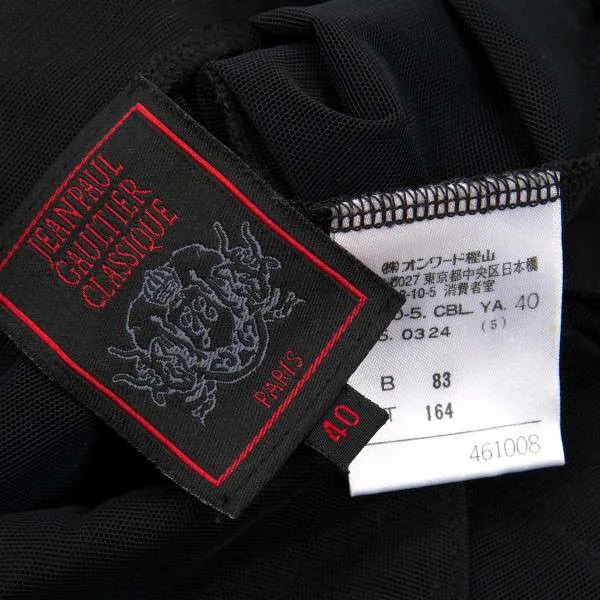 JEAN PAUL
GAULTIER
CLASSIQUE
PARIS
40
㈱オンワード樫山
027 東京都中央区日本橋
-10-5 消費者室
0-5. CBL. YA. 40
. 0324 (5)
B 83
T 164
461008